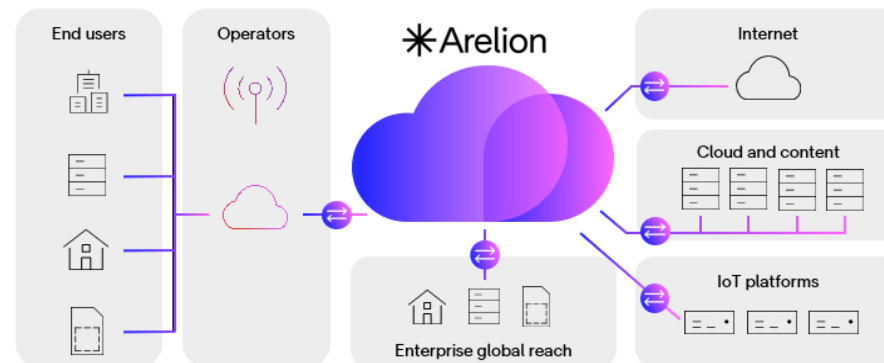 End users
Operators
Arelion
Internet
Cloud and content
IoT platforms
Enterprise global reach